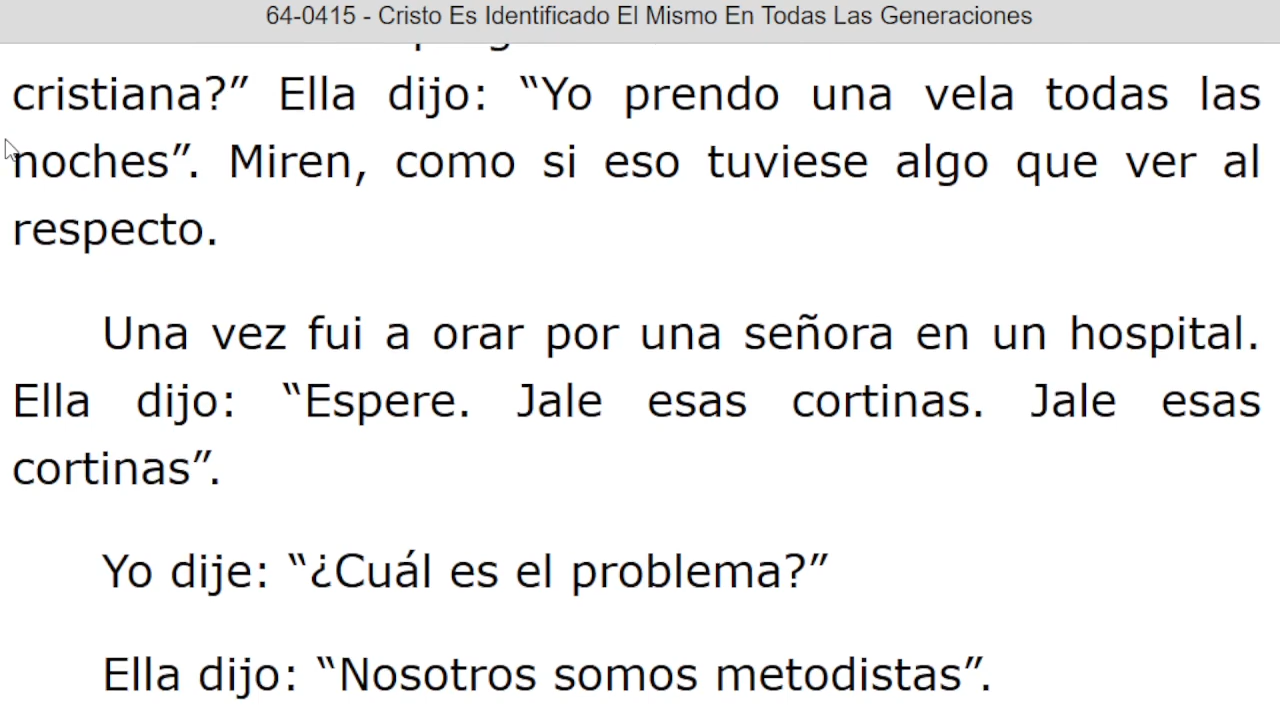 64-0415 - Cristo Es Identificado El Mismo En Todas Las Generaciones
cristiana?” Ella dijo: “Yo prendo una vela todas las
noches”. Miren, como si eso tuviese algo que ver al
respecto.
Una vez fui a orar por una señora en un hospital.
Ella dijo: “Espere. Jale esas cortinas. Jale esas
cortinas”.
Yo dije: “¿Cuál es el problema?”
Ella dijo: “Nosotros somos metodistas”.